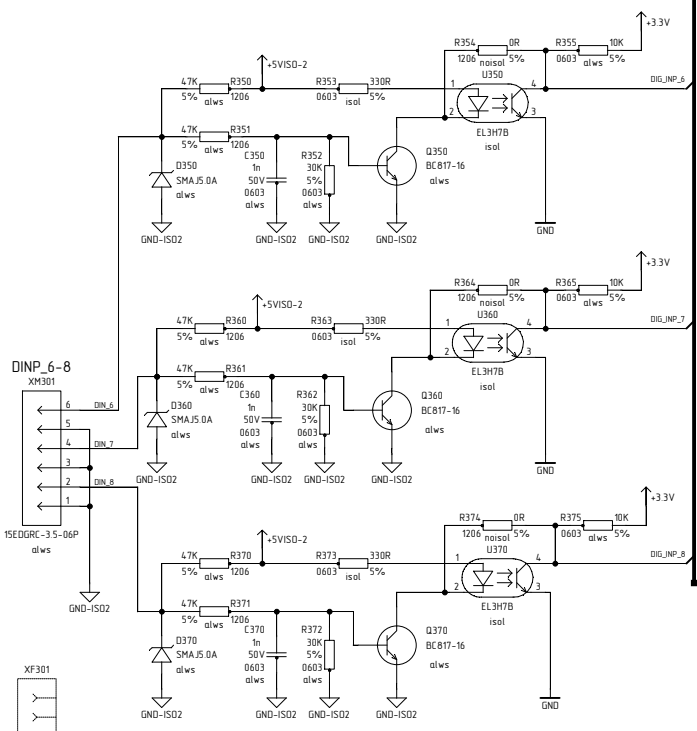 +3.3V
R354 0R R355 10K
1206 noisol 5% 0603 alws 5%
U350
+5VISO-2
47K R350 R353 330R
5% alws 1206 0603 isol 5%
1 4 DIG_INP_6
47K R351
5% alws 1206
2 3
EL3H7B
isol
D350
SMAJ5.0A
alws
C350
1n
50V
0603
alws
R352
30K
5%
0603
alws
Q350
BC817-16
alws
GND-ISO2 GND-ISO2 GND-ISO2 GND-ISO2 GND
+3.3V
R364 0R R365 10K
1206 noisol 5% 0603 alws 5%
U360
+5VISO-2
47K R360 R363 330R
5% alws 1206 0603 isol 5%
1 4 DIG_INP_7
47K R361
5% alws 1206
2 3
EL3H7B
isol
D360
SMAJ5.0A
alws
C360
1n
50V
0603
alws
R362
30K
5%
0603
alws
Q360
BC817-16
alws
GND-ISO2 GND-ISO2 GND-ISO2 GND-ISO2 GND
DINP_6-8
XM301
6 DIN_6
5
4 DIN_7
3
2 DIN_8
1
15EDGRC-3.5-06P
alws
GND-ISO2
+3.3V
R374 0R R375 10K
1206 noisol 5% 0603 alws 5%
U370
+5VISO-2
47K R370 R373 330R
5% alws 1206 0603 isol 5%
1 4 DIG_INP_8
47K R371
5% alws 1206
2 3
EL3H7B
isol
D370
SMAJ5.0A
alws
C370
1n
50V
0603
alws
R372
30K
5%
0603
alws
Q370
BC817-16
alws
GND-ISO2 GND-ISO2 GND-ISO2 GND-ISO2 GND
XF301